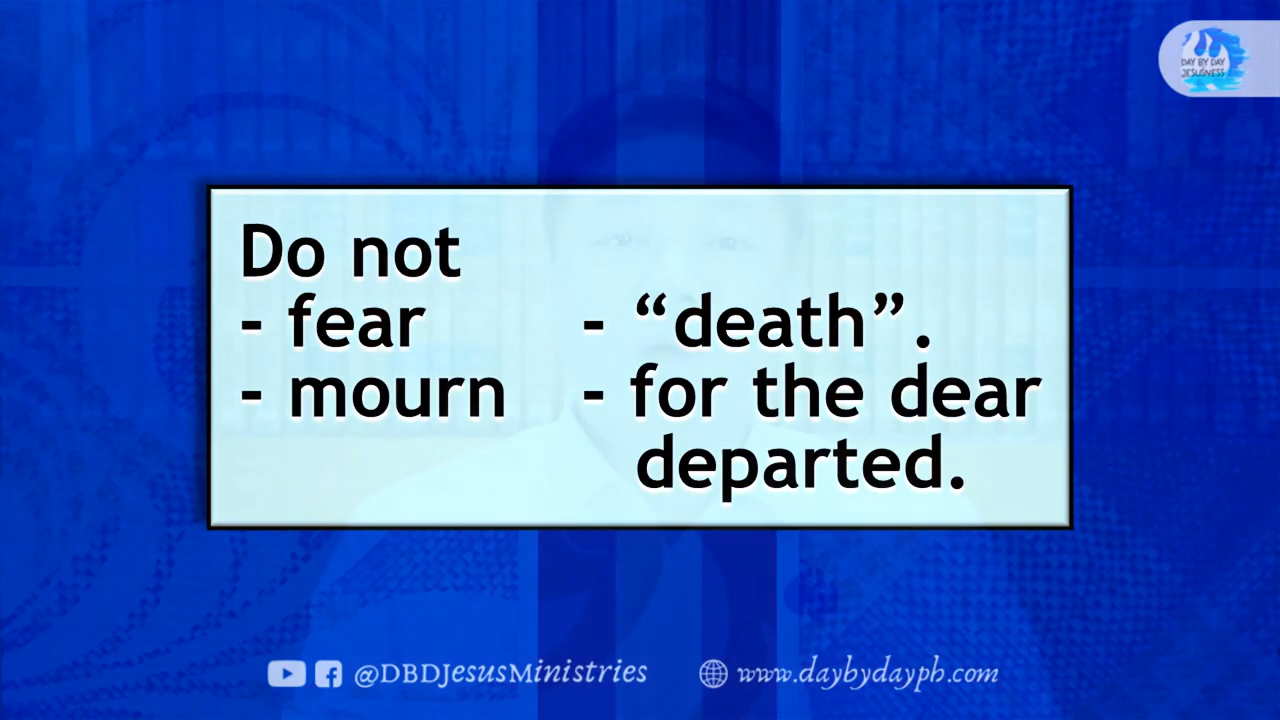 DAY BY DAY
JESUSNESS
Do not
- fear - “death”.
- mourn - for the dear
departed.
@DBDJesusMinistries www.daybydayph.com